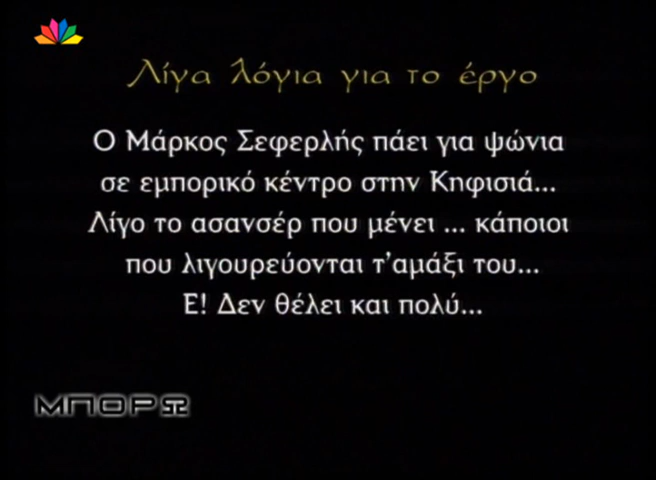 Λίγα λόγια για το έργο
Ο Μάρκος Σεφερλής πάει για ψώνια
σε εμπορικό κέντρο στην Κηφισιά...
Λίγο το ασανσέρ που μένει ... κάποιοι
που λιγουρεύονται τ'αμάξι του...
Ε! Δεν θέλει και πολύ...
ΜΠΟΡΩ